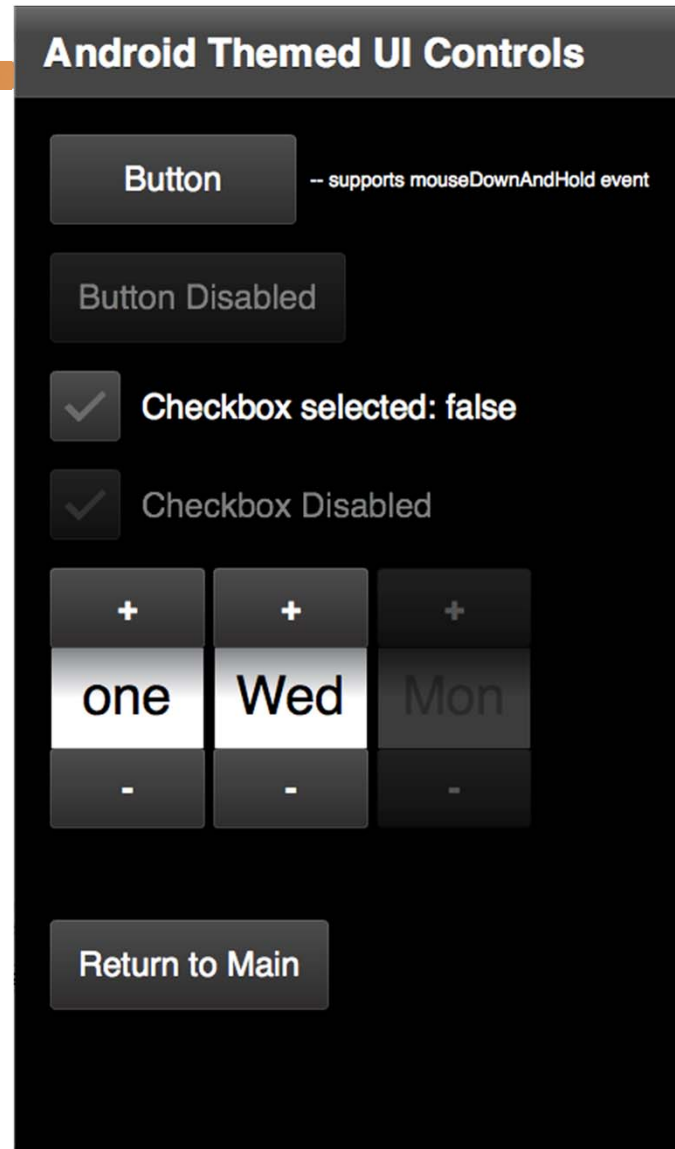 Android Themed UI Controls
Button -- supports mouseDownAndHold event
Button Disabled
Checkbox selected: false
Checkbox Disabled
+ + +
one Wed Mon
- - -
Return to Main